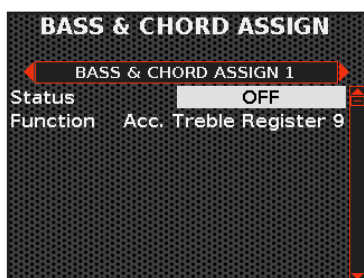 BASS & CHORD ASSIGN
BASS & CHORD ASSIGN 1
Status OFF
Function Acc. Treble Register 9